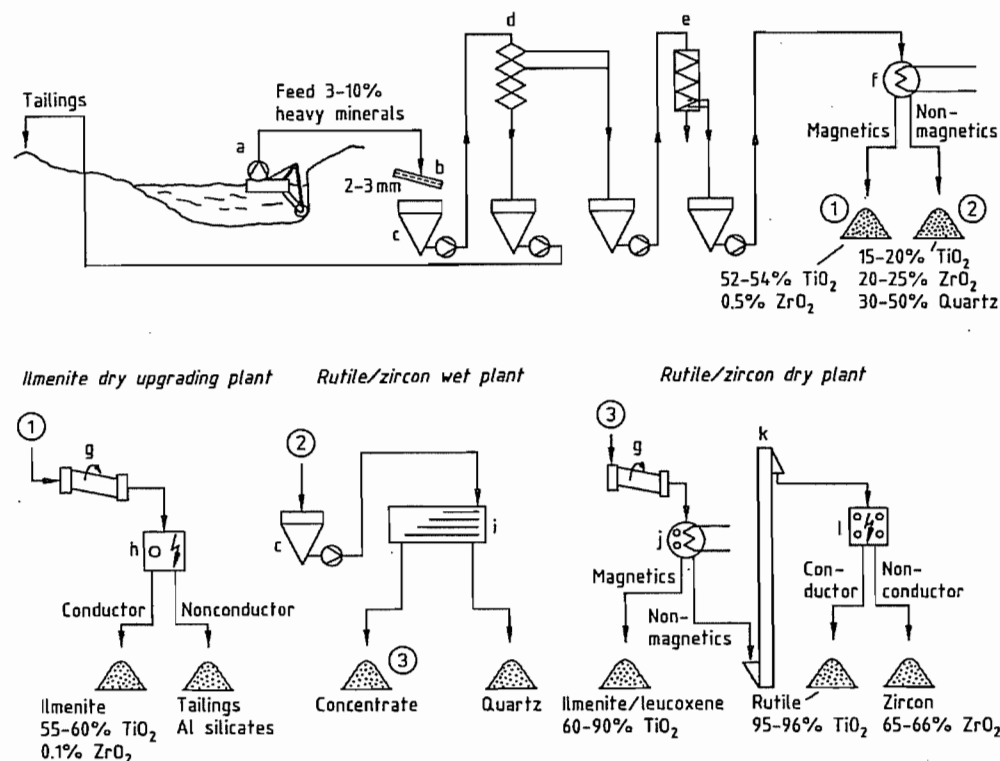 d
e
Tailings
Feed 3-10%
heavy minerals
a
b
2-3 mm
c
f
Magnetics
Non-
magnetics
1
2
52-54% TiO₂
0.5% ZrO₂
15-20% TiO₂
20-25% ZrO₂
30-50% Quartz
Ilmenite dry upgrading plant
1
g
h
Conductor
Nonconductor
Ilmenite
55-60% TiO₂
0.1% ZrO₂
Tailings
Al silicates
Rutile/zircon wet plant
2
c
i
3
Concentrate
Quartz
Rutile/zircon dry plant
3
g
j
Magnetics
Non-
magnetics
k
l
Con-
ductor
Non-
conductor
Ilmenite/leucoxene
60-90% TiO₂
Rutile
95-96% TiO₂
Zircon
65-66% ZrO₂